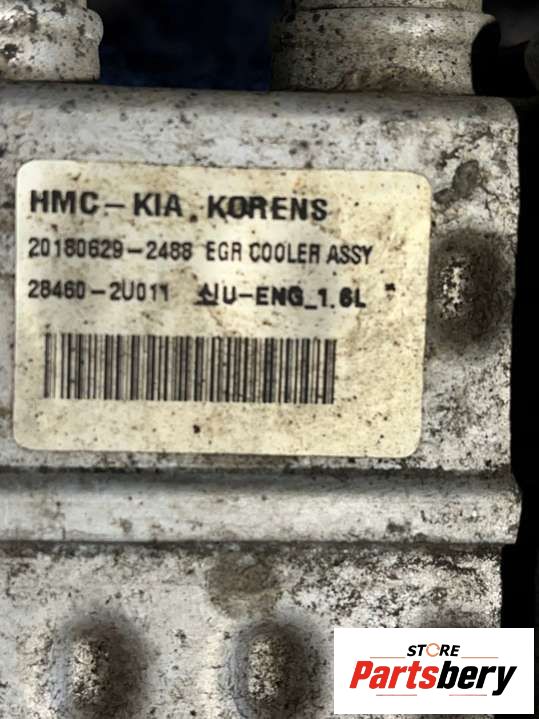 HMC-KIA KORENS
20180629-2488 EGR COOLER ASSY
28460-2U011 신U-ENG_1.6L
STORE
Partsbery